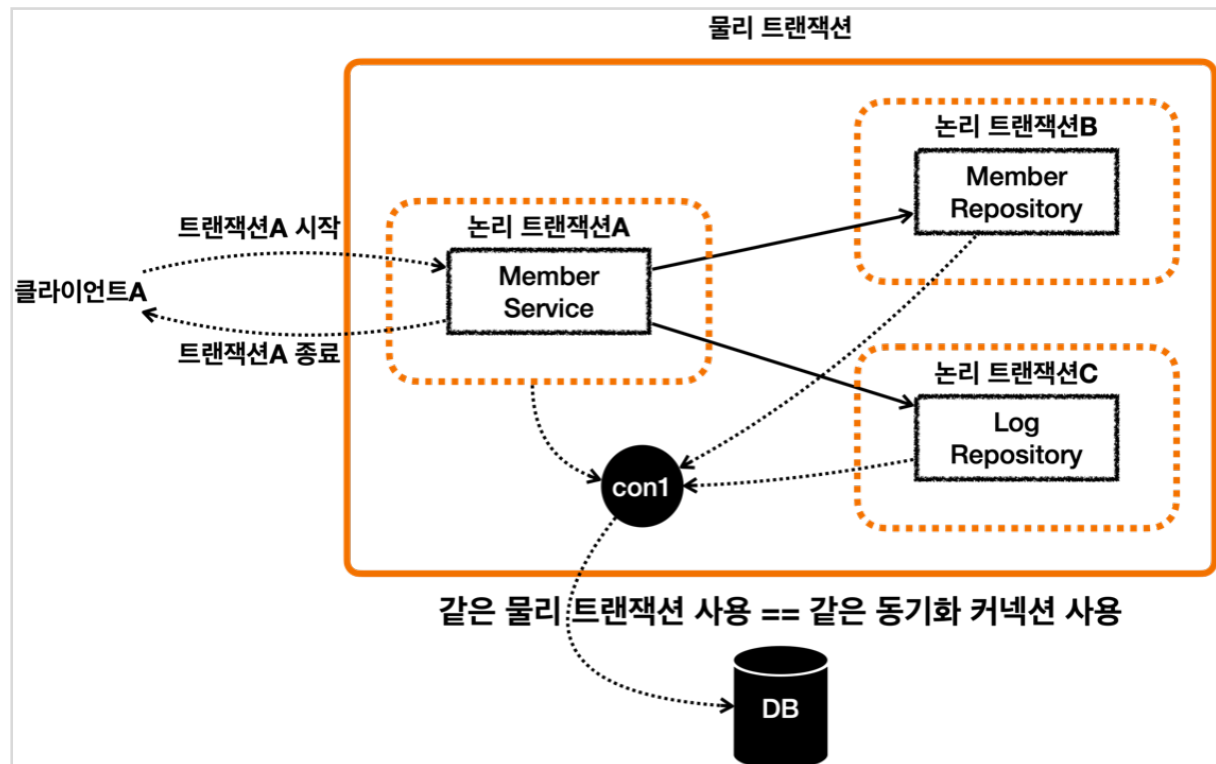 물리 트랜잭션
논리 트랜잭션B
Member
Repository
트랜잭션A 시작
논리 트랜잭션A
클라이언트A
Member
Service
트랜잭션A 종료
논리 트랜잭션C
Log
Repository
con1
같은 물리 트랜잭션 사용 == 같은 동기화 커넥션 사용
DB